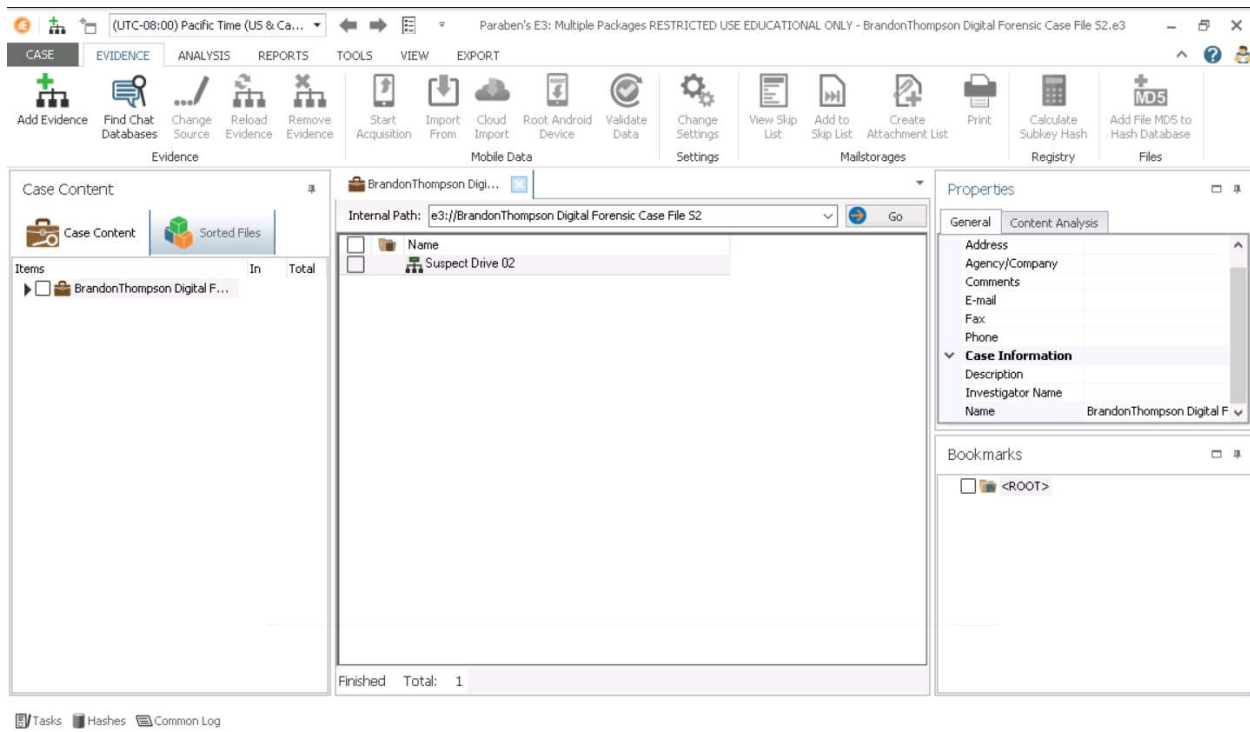 (UTC-08:00) Pacific Time (US & Ca...
Paraben's E3: Multiple Packages RESTRICTED USE EDUCATIONAL ONLY - BrandonThompson Digital Forensic Case File S2.e3
CASE EVIDENCE ANALYSIS REPORTS TOOLS VIEW EXPORT
Add Evidence
Find Chat Databases
Change Source
Reload Evidence
Remove Evidence
Evidence
Start Acquisition
Import From
Cloud Import
Root Android Device
Validate Data
Mobile Data
Change Settings
Settings
View Skip List
Add to Skip List
Create Attachment List
Print
Mailstorages
Calculate Subkey Hash
Registry
MD5
Add File MD5 to Hash Database
Files
Case Content
Case Content Sorted Files
Items In Total
BrandonThompson Digital F...
BrandonThompson Digi...
Internal Path: e3://BrandonThompson Digital Forensic Case File S2 Go
Name
Suspect Drive 02
Finished Total: 1
Properties
General Content Analysis
Address
Agency/Company
Comments
E-mail
Fax
Phone
Case Information
Description
Investigator Name
Name BrandonThompson Digital F
Bookmarks
<ROOT>
Tasks Hashes Common Log